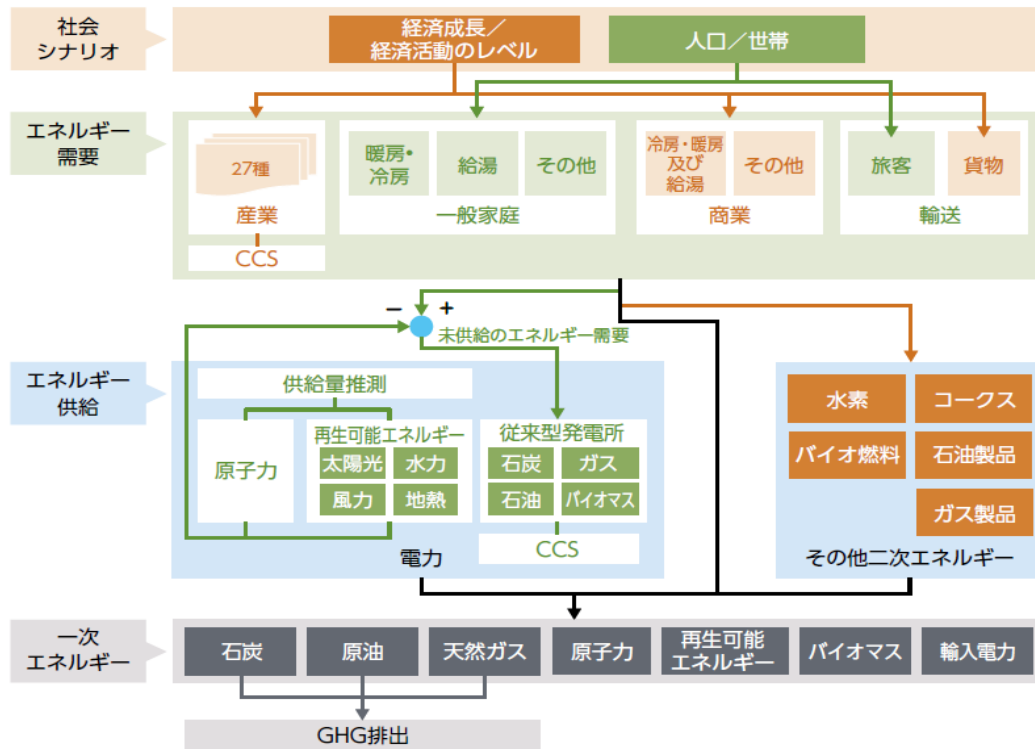 社会
シナリオ
経済成長／
経済活動のレベル
人口／世帯
エネルギー
需要
27種
産業
CCS
暖房・
冷房
給湯
その他
一般家庭
冷房・暖房
及び
給湯
その他
商業
旅客
貨物
輸送
− +
未供給のエネルギー需要
エネルギー
供給
供給量推測
原子力
再生可能エネルギー
太陽光
水力
風力
地熱
従来型発電所
石炭
ガス
石油
バイオマス
CCS
電力
水素
コークス
バイオ燃料
石油製品
ガス製品
その他二次エネルギー
一次
エネルギー
石炭
原油
天然ガス
原子力
再生可能
エネルギー
バイオマス
輸入電力
GHG排出